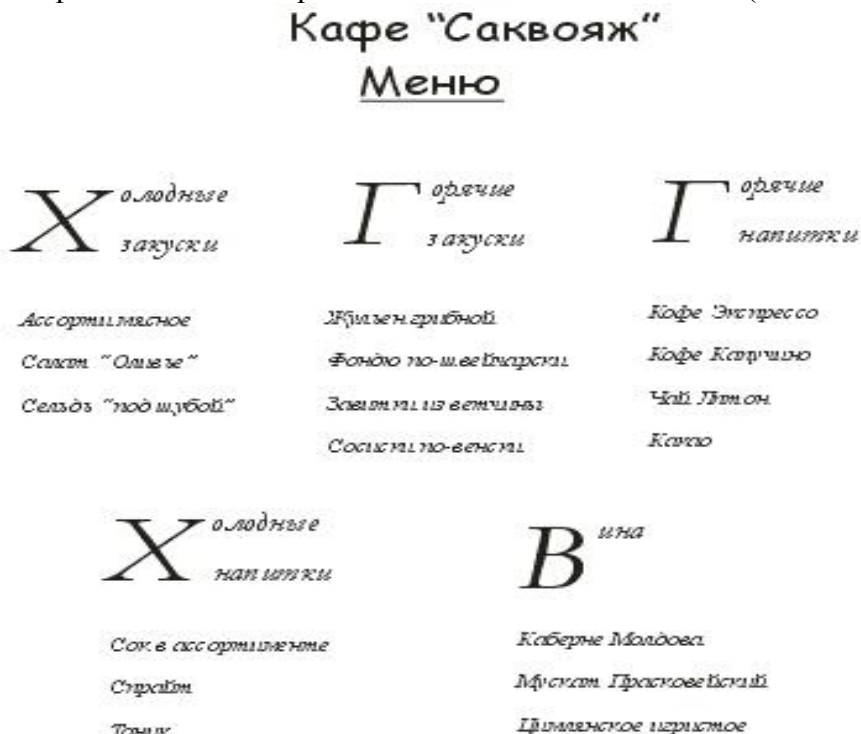 Кафе “Саквояж”
Меню
Холодные
закуски
Ассорти мясное
Салат “Оливье”
Сельдь “под шубой”
Горячие
закуски
Жульен грибной
Фондю по-швейцарски
Завитки из ветчины
Сосиски по-венски
Горячие
напитки
Кофе Экспрессо
Кофе Капучино
Чай Липтон
Какао
Холодные
напитки
Сок в ассортименте
Спрайт
Тоник
Вина
Каберне Молдова
Мускат Прасковейский
Цимлянское игристое